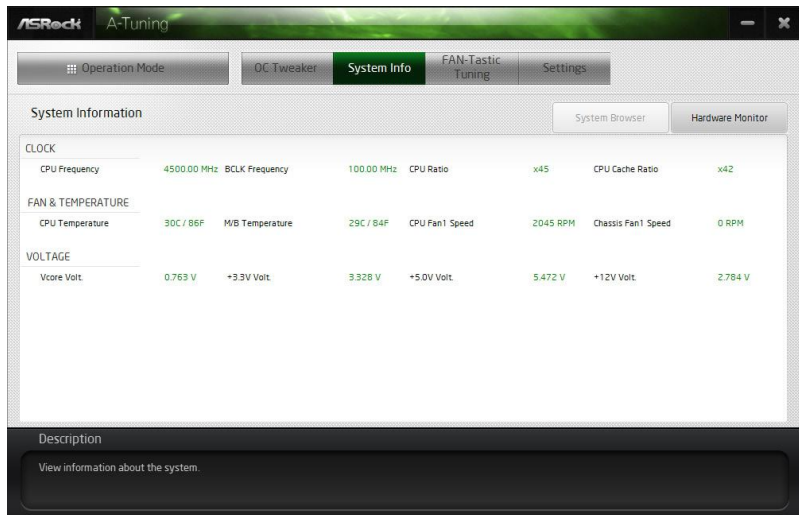 ASRock A-Tuning
Operation Mode OC Tweaker System Info FAN-Tastic Tuning Settings
System Information System Browser Hardware Monitor
CLOCK
CPU Frequency 4500.00 MHz BCLK Frequency 100.00 MHz CPU Ratio x45 CPU Cache Ratio x42
FAN & TEMPERATURE
CPU Temperature 30C / 86F M/B Temperature 29C / 84F CPU Fan1 Speed 2045 RPM Chassis Fan1 Speed 0 RPM
VOLTAGE
Vcore Volt. 0.763 V +3.3V Volt. 3.328 V +5.0V Volt. 5.472 V +12V Volt. 2.784 V
Description
View information about the system.